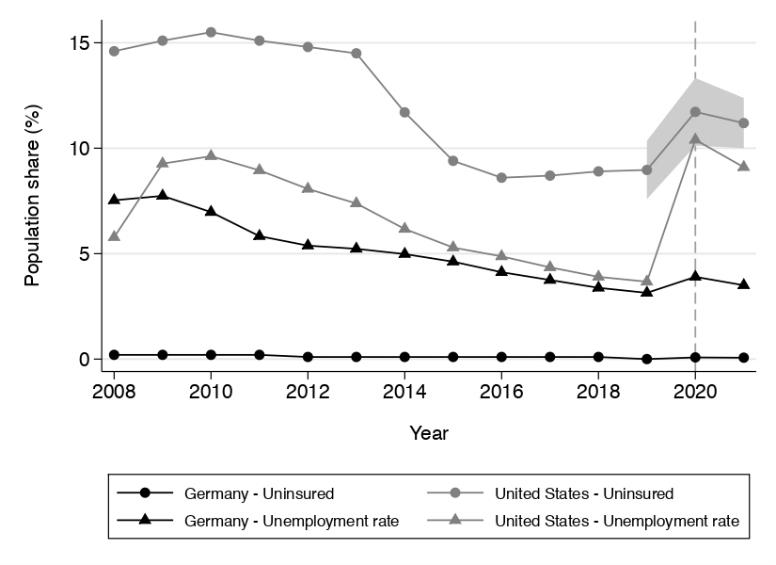 Population share (%)
15
10
5
0
2008 2010 2012 2014 2016 2018 2020
Year
Germany - Uninsured United States - Uninsured
Germany - Unemployment rate United States - Unemployment rate